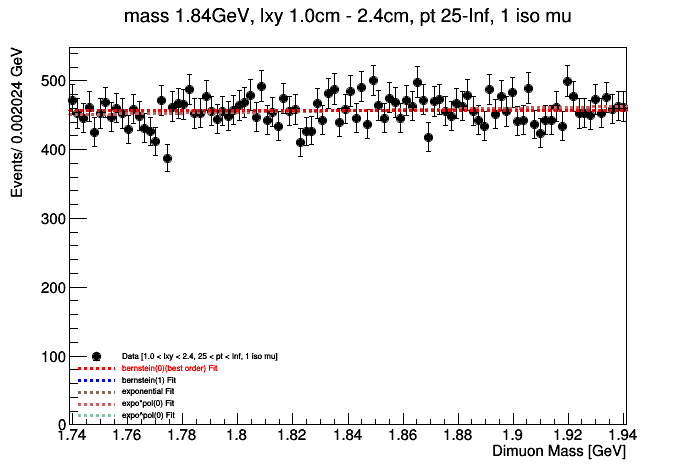 mass 1.84GeV, lxy 1.0cm - 2.4cm, pt 25-Inf, 1 iso mu
Events/ 0.002024 GeV
500
400
300
200
100
0
Data [1.0 < lxy < 2.4, 25 < pt < Inf, 1 iso mu]
bernstein(0)(best order) Fit
bernstein(1) Fit
exponential Fit
expo*pol(0) Fit
expo^pol(0) Fit
1.74 1.76 1.78 1.8 1.82 1.84 1.86 1.88 1.9 1.92 1.94
Dimuon Mass [GeV]